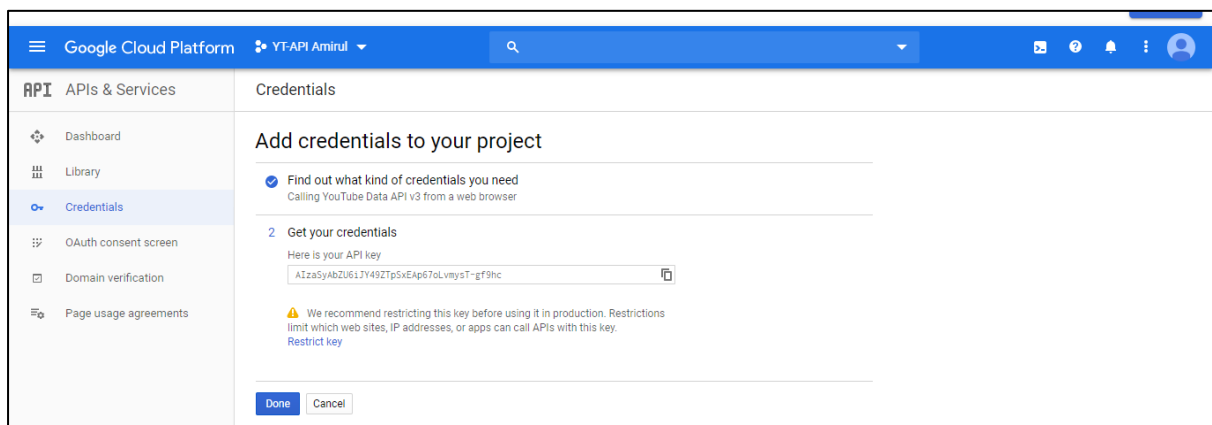 Google Cloud Platform YT-API Amirul
API APIs & Services Credentials
Dashboard
Library
Credentials
OAuth consent screen
Domain verification
Page usage agreements
Add credentials to your project
Find out what kind of credentials you need
Calling YouTube Data API v3 from a web browser
2 Get your credentials
Here is your API key
AIzaSyAbZU6iJY49ZTpSxEAp67oLvmysT-gf9hc
We recommend restricting this key before using it in production. Restrictions
limit which web sites, IP addresses, or apps can call APIs with this key.
Restrict key
Done Cancel